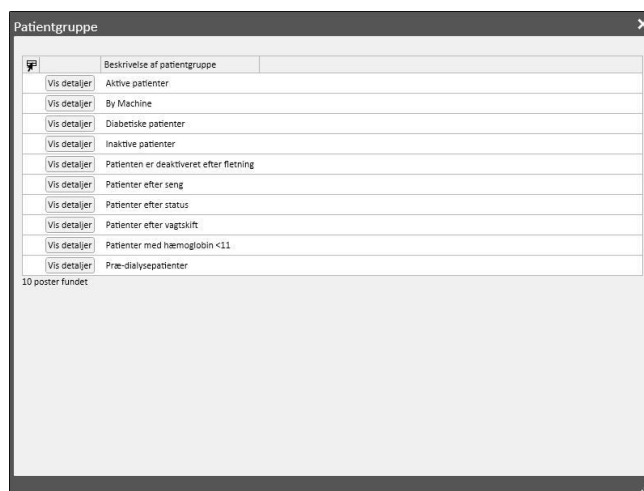 Patientgruppe
Beskrivelse af patientgruppe
Vis detaljer Aktive patienter
Vis detaljer By Machine
Vis detaljer Diabetiske patienter
Vis detaljer Inaktive patienter
Vis detaljer Patienten er deaktiveret efter fletning
Vis detaljer Patienter efter seng
Vis detaljer Patienter efter status
Vis detaljer Patienter efter vagtskift
Vis detaljer Patienter med hæmoglobin <11
Vis detaljer Præ-dialysepatienter
10 poster fundet